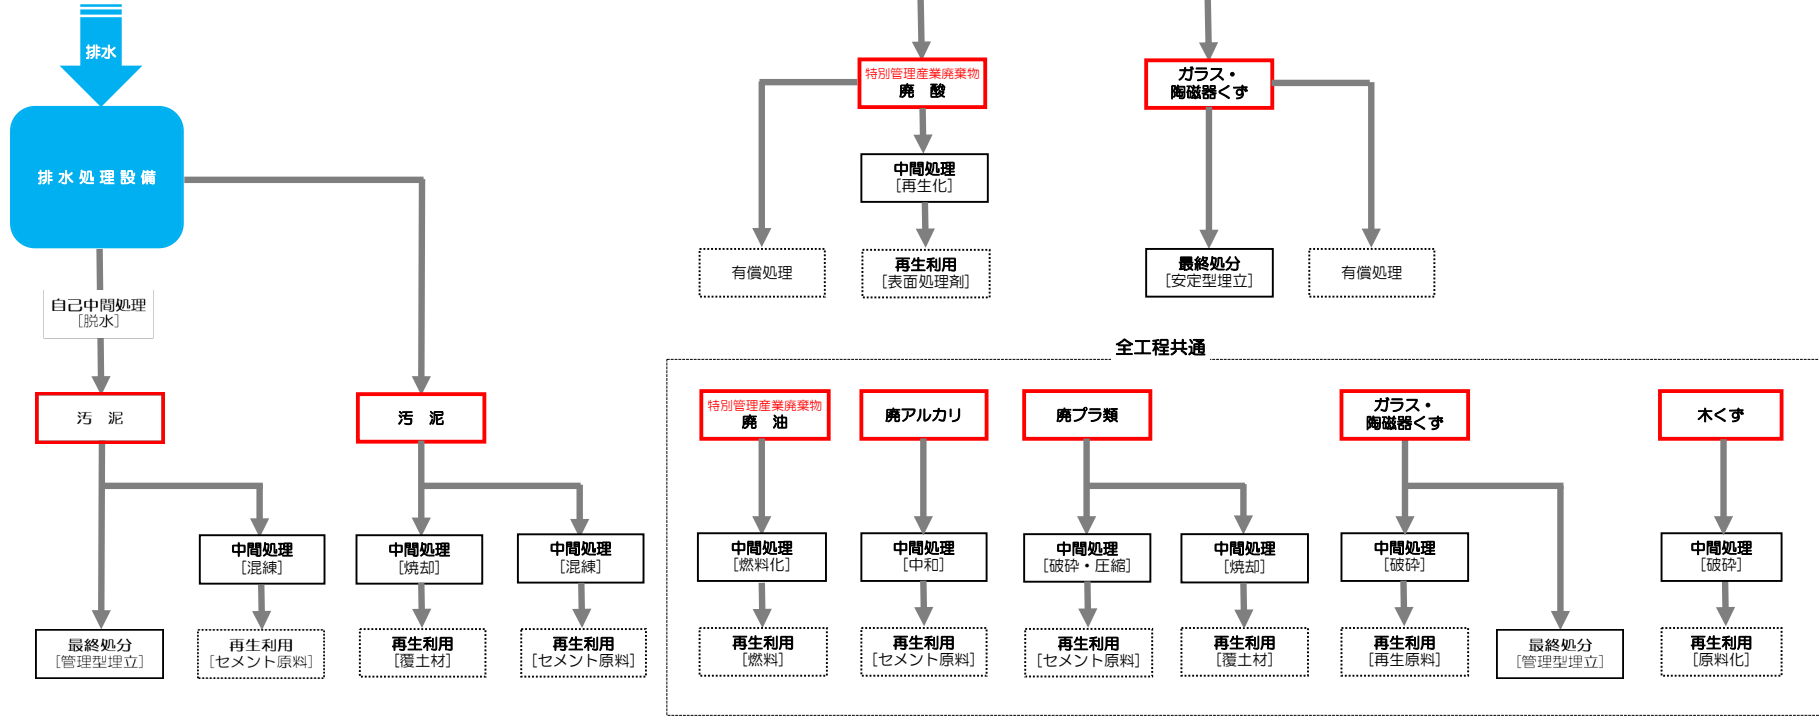 排水
排水処理設備
自己中間処理
［脱水］
汚　泥
汚　泥
中間処理
［混練］
中間処理
［焼却］
中間処理
［混練］
最終処分
［管理型埋立］
再生利用
［セメント原料］
再生利用
［覆土材］
再生利用
［セメント原料］
特別管理産業廃棄物
廃　酸
ガラス・
陶磁器くず
中間処理
［再生化］
有償処理
再生利用
［表面処理剤］
最終処分
［安定型埋立］
有償処理
全工程共通
特別管理産業廃棄物
廃　油
廃アルカリ
廃プラ類
ガラス・
陶磁器くず
木くず
中間処理
［燃料化］
中間処理
［中和］
中間処理
［破砕・圧縮］
中間処理
［焼却］
中間処理
［破砕］
中間処理
［破砕］
再生利用
［燃料］
再生利用
［セメント原料］
再生利用
［セメント原料］
再生利用
［覆土材］
再生利用
［再生原料］
最終処分
［管理型埋立］
再生利用
［原料化］